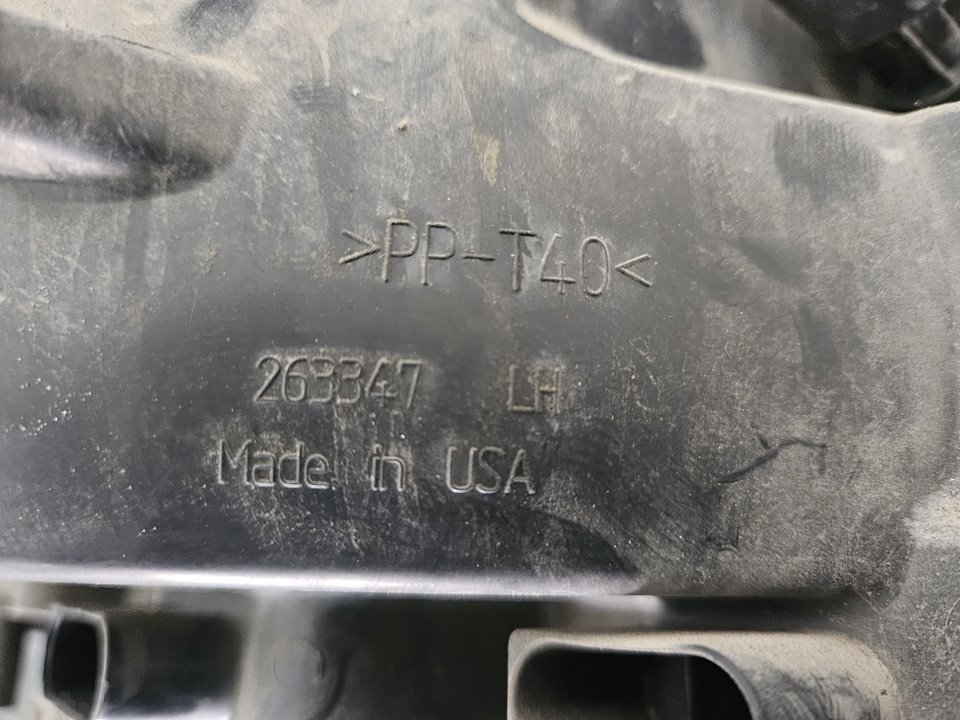 >PP-T40<
263347 LH
Made in USA